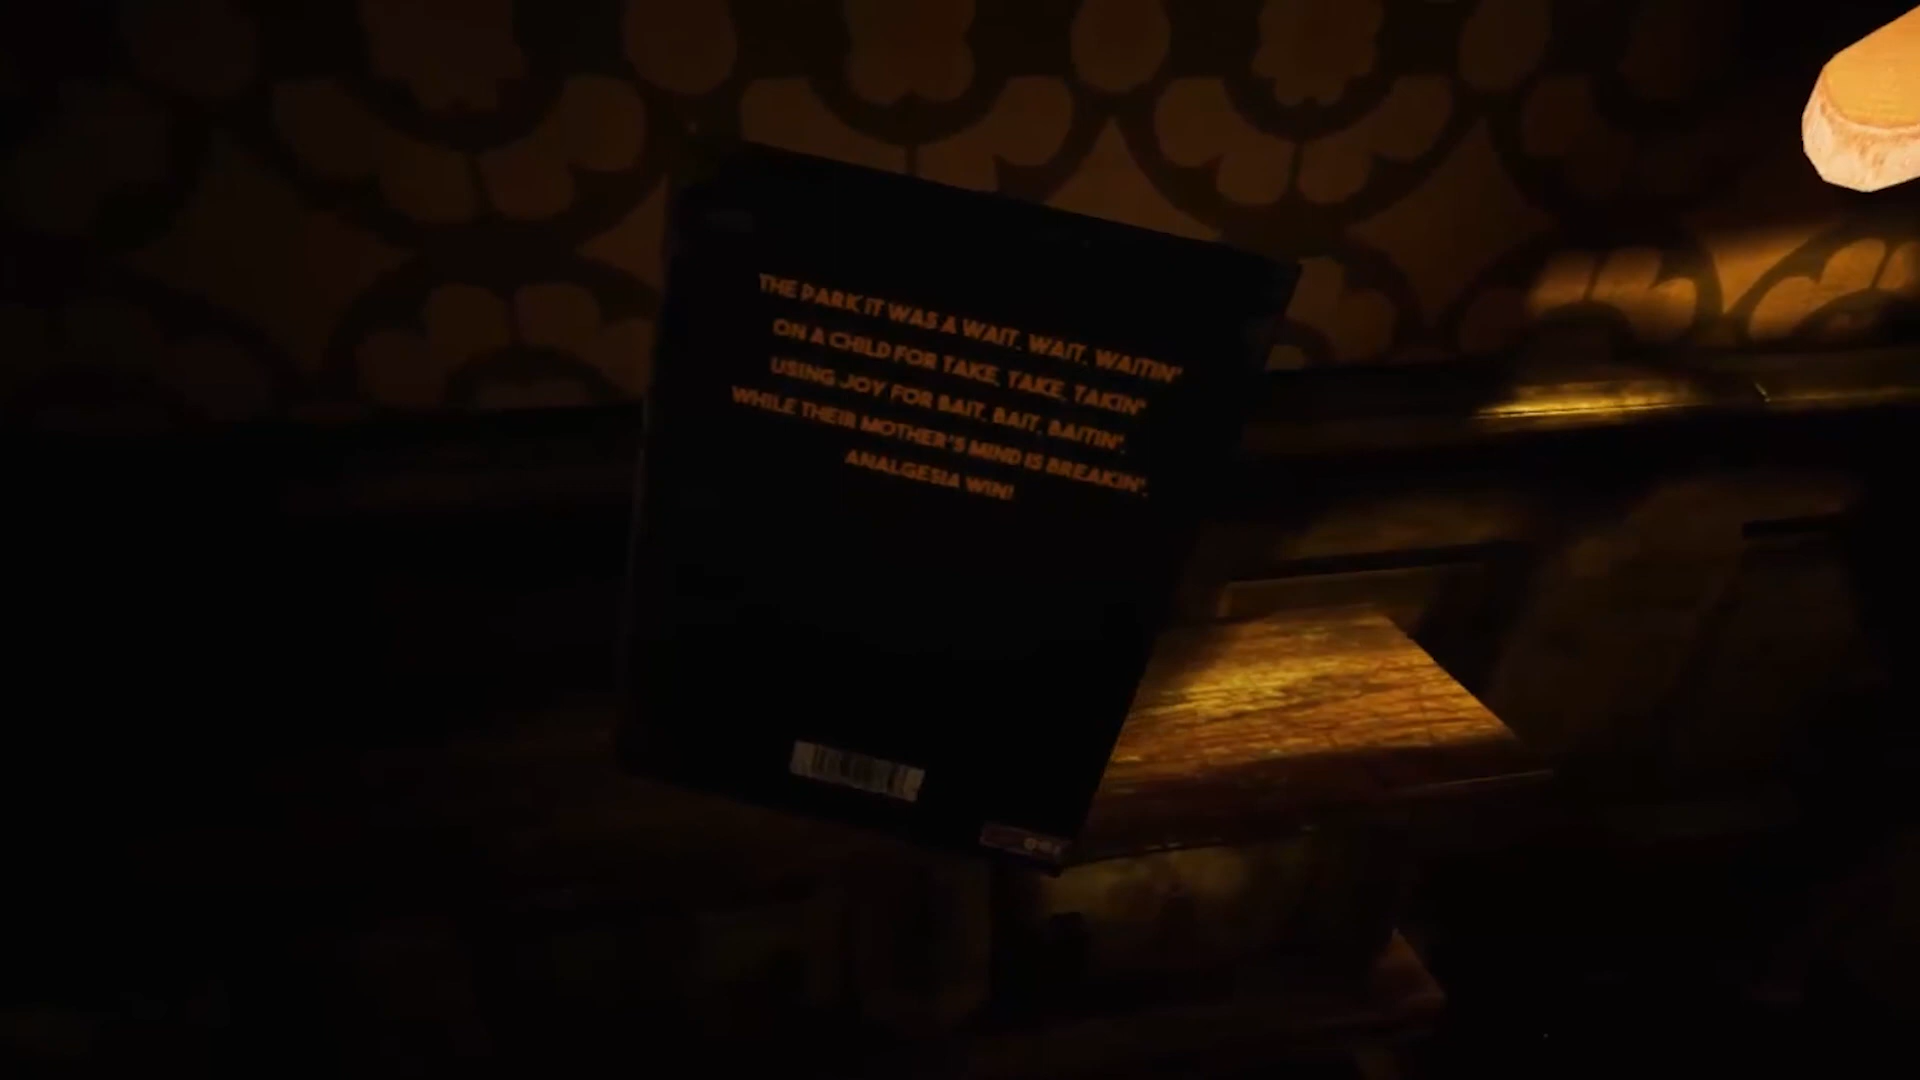 THE PARK IT WAS A WAIT, WAIT, WAITIN'
ON A CHILD FOR TAKE, TAKE, TAKIN'
USING JOY FOR BAIT, BAIT, BAITIN',
WHILE THEIR MOTHER'S MIND IS BREAKIN',
ANALGESIA WIN!